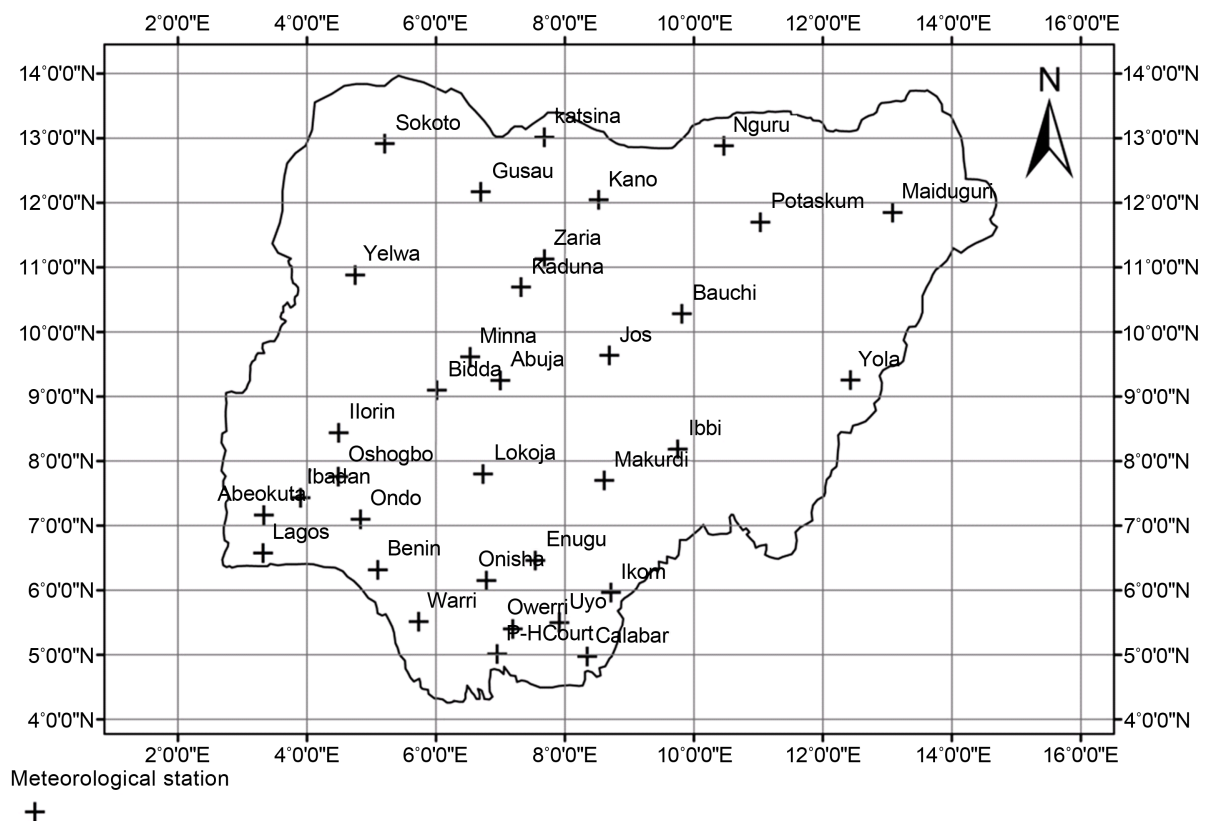 2°0'0"E 4°0'0"E 6°0'0"E 8°0'0"E 10°0'0"E 12°0'0"E 14°0'0"E 16°0'0"E
14°0'0"N 14°0'0"N
N
katsina
Sokoto
Nguru
13°0'0"N 13°0'0"N
Gusau
Kano
Maiduguri
Potaskum
12°0'0"N 12°0'0"N
Zaria
Yelwa
Kaduna
11°0'0"N 11°0'0"N
Bauchi
Minna
Jos
10°0'0"N 10°0'0"N
Abuja
Yola
Bidda
9°0'0"N 9°0'0"N
Ilorin
Ibbi
Oshogbo
Lokoja
Makurdi
8°0'0"N 8°0'0"N
Ibadan
Abeokuta
Ondo
7°0'0"N 7°0'0"N
Lagos
Enugu
Benin
Onisha
Ikom
6°0'0"N 6°0'0"N
Warri
Uyo
Owerri
P-HCourt
Calabar
5°0'0"N 5°0'0"N
4°0'0"N 4°0'0"N
2°0'0"E 4°0'0"E 6°0'0"E 8°0'0"E 10°0'0"E 12°0'0"E 14°0'0"E 16°0'0"E
Meteorological station